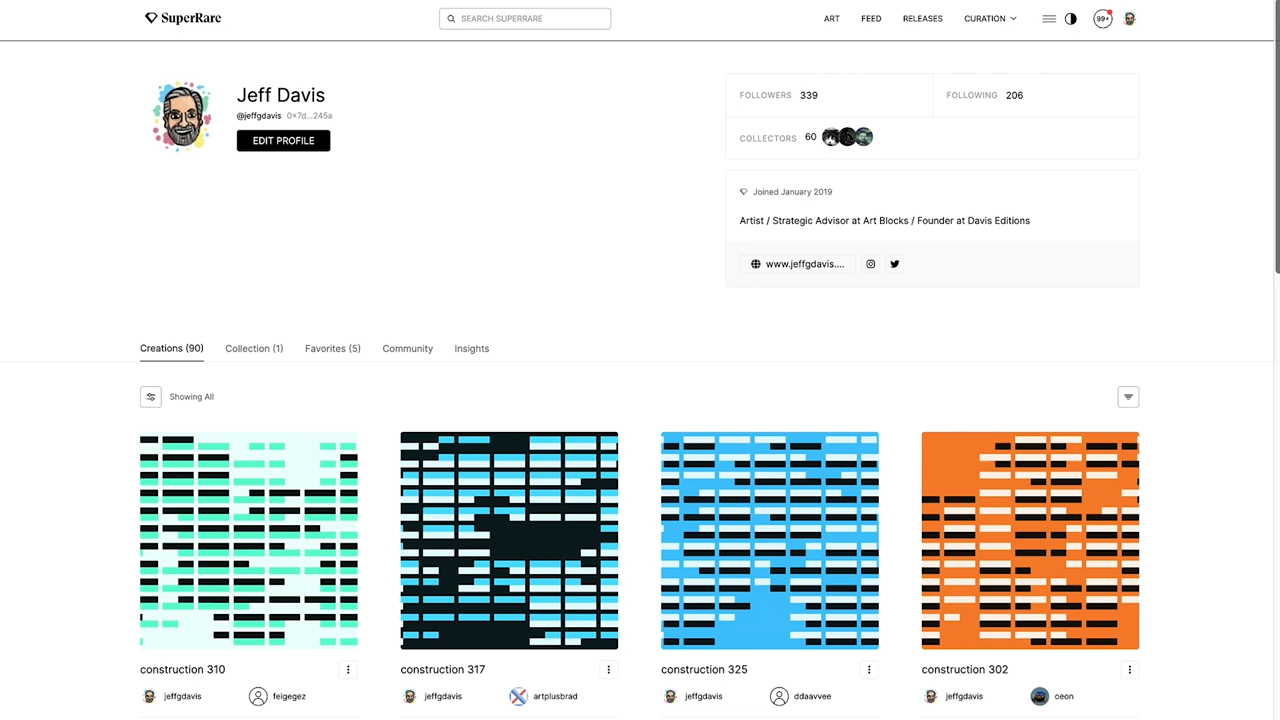 SuperRare
SEARCH SUPERRARE
ART FEED RELEASES CURATION 99+
Jeff Davis
@jeffgdavis 0×7d...245a
EDIT PROFILE
FOLLOWERS 339 FOLLOWING 206
COLLECTORS 60
Joined January 2019
Artist / Strategic Advisor at Art Blocks / Founder at Davis Editions
www.jeffgdavis....
Creations (90) Collection (1) Favorites (5) Community Insights
Showing All
construction 310 construction 317 construction 325 construction 302
jeffgdavis feigegez jeffgdavis artplusbrad jeffgdavis ddaavvee jeffgdavis oeon